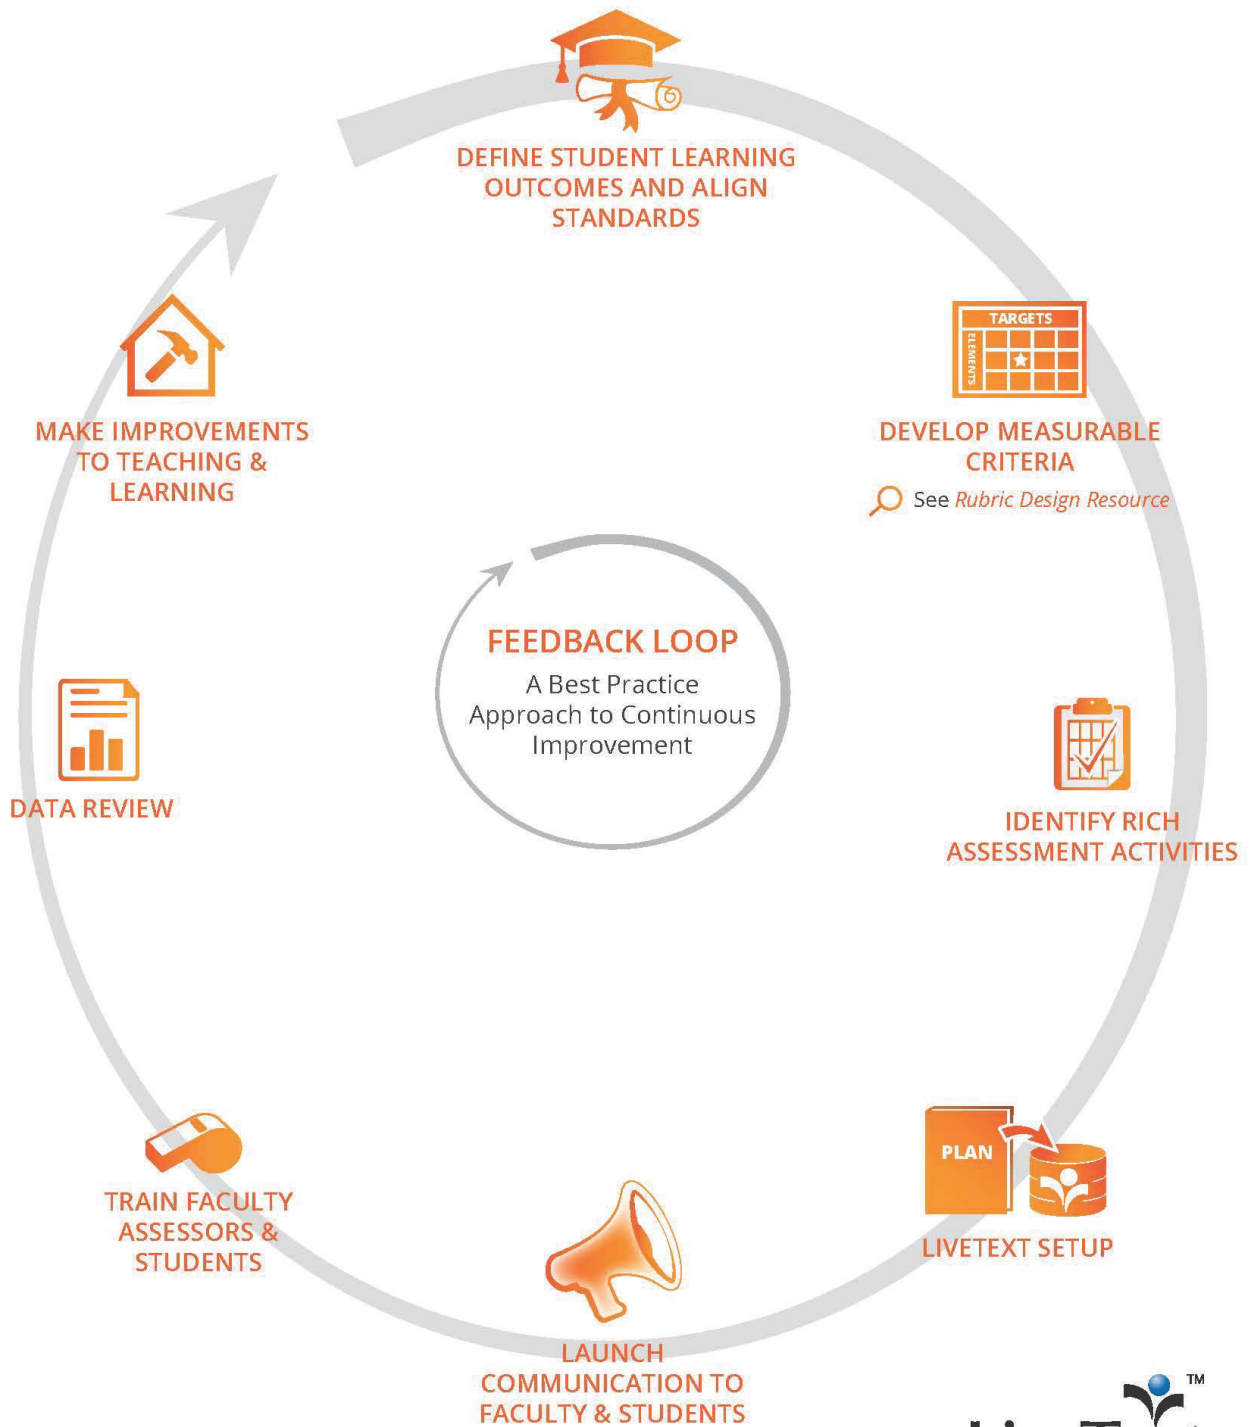 DEFINE STUDENT LEARNING
OUTCOMES AND ALIGN
STANDARDS
TARGETS
ELEMENTS
DEVELOP MEASURABLE
CRITERIA
See Rubric Design Resource
IDENTIFY RICH
ASSESSMENT ACTIVITIES
PLAN
LIVETEXT SETUP
LAUNCH
COMMUNICATION TO
FACULTY & STUDENTS
TRAIN FACULTY
ASSESSORS &
STUDENTS
DATA REVIEW
MAKE IMPROVEMENTS
TO TEACHING &
LEARNING
FEEDBACK LOOP
A Best Practice
Approach to Continuous
Improvement
TM